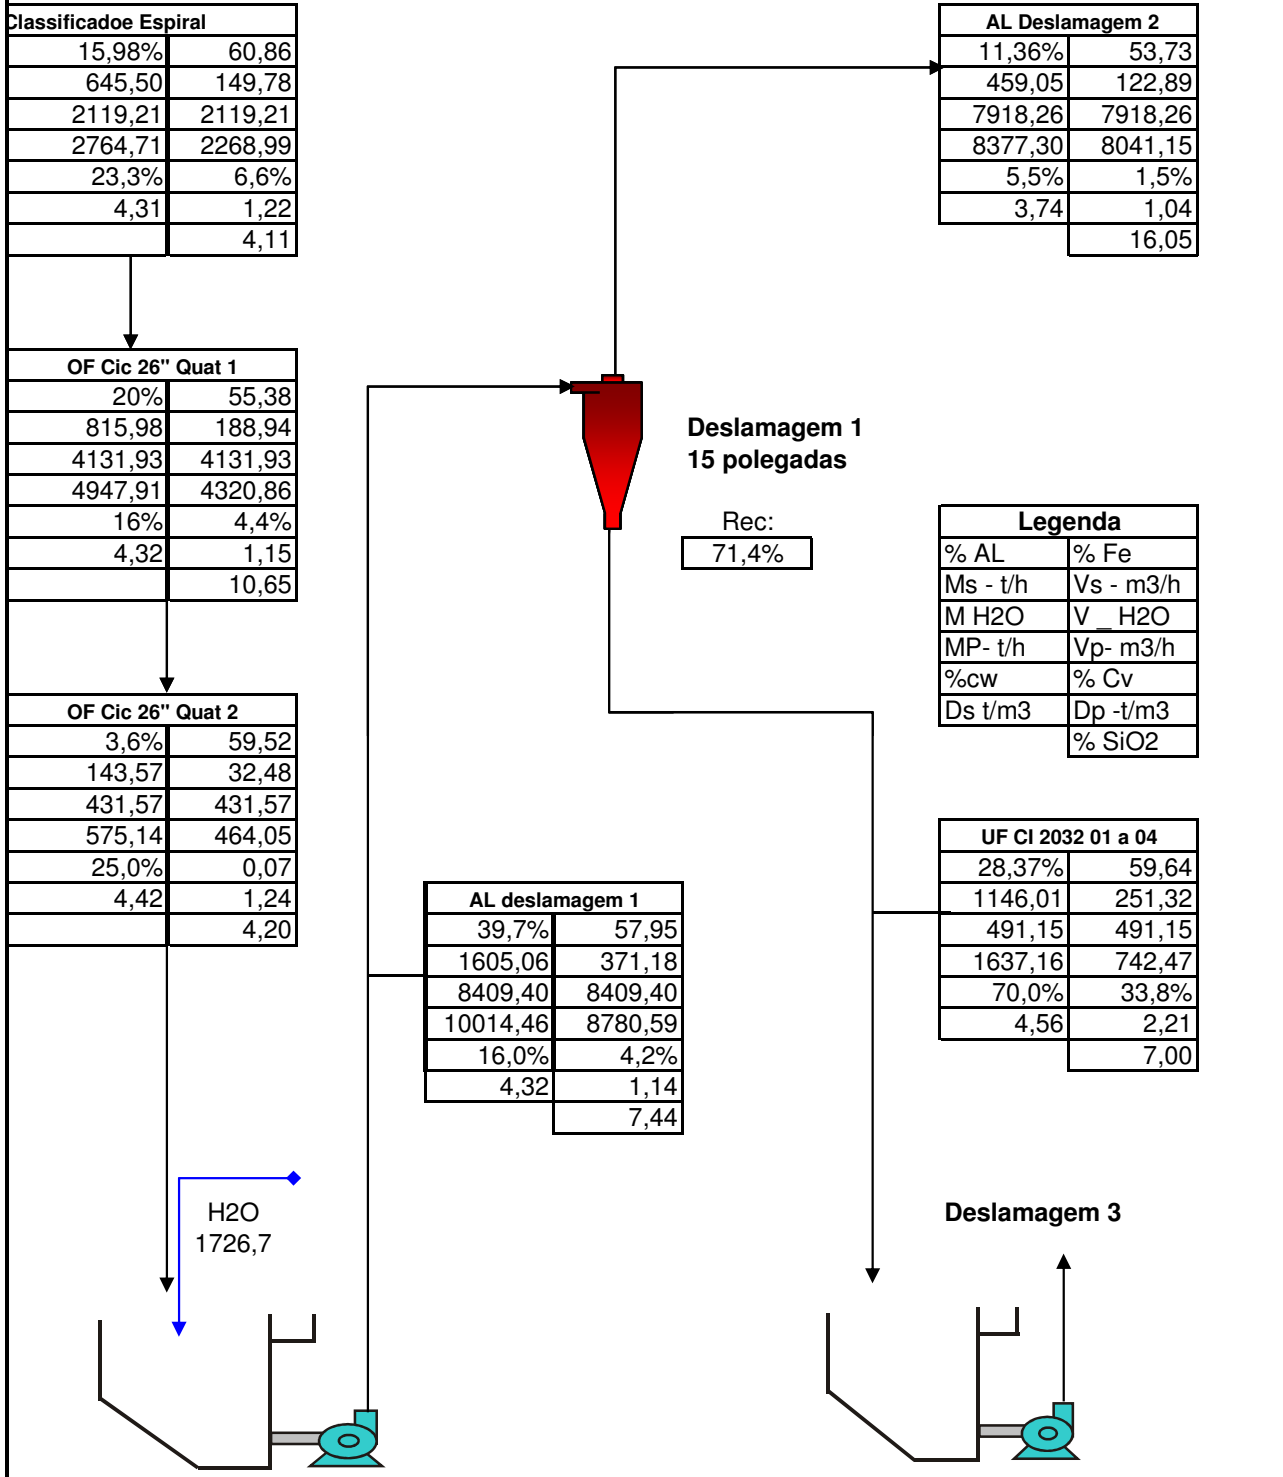 Classificadoe Espiral
15,98% 60,86
645,50 149,78
2119,21 2119,21
2764,71 2268,99
23,3% 6,6%
4,31 1,22
4,11
OF Cic 26" Quat 1
20% 55,38
815,98 188,94
4131,93 4131,93
4947,91 4320,86
16% 4,4%
4,32 1,15
10,65
OF Cic 26" Quat 2
3,6% 59,52
143,57 32,48
431,57 431,57
575,14 464,05
25,0% 0,07
4,42 1,24
4,20
H2O
1726,7
AL deslamagem 1
39,7% 57,95
1605,06 371,18
8409,40 8409,40
10014,46 8780,59
16,0% 4,2%
4,32 1,14
7,44
Deslamagem 1
15 polegadas
Rec:
71,4%
AL Deslamagem 2
11,36% 53,73
459,05 122,89
7918,26 7918,26
8377,30 8041,15
5,5% 1,5%
3,74 1,04
16,05
Legenda
% AL % Fe
Ms - t/h Vs - m3/h
M H2O V _ H2O
MP- t/h Vp- m3/h
%cw % Cv
Ds t/m3 Dp -t/m3
% SiO2
UF CI 2032 01 a 04
28,37% 59,64
1146,01 251,32
491,15 491,15
1637,16 742,47
70,0% 33,8%
4,56 2,21
7,00
Deslamagem 3